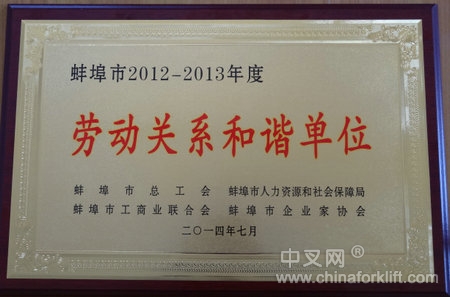 蚌埠市2012-2013年度
劳动关系和谐单位
蚌埠市总工会 蚌埠市人力资源和社会保障局
蚌埠市工商业联合会 蚌埠市企业家协会
二〇一四年七月
中叉网®
www.chinaforklift.com